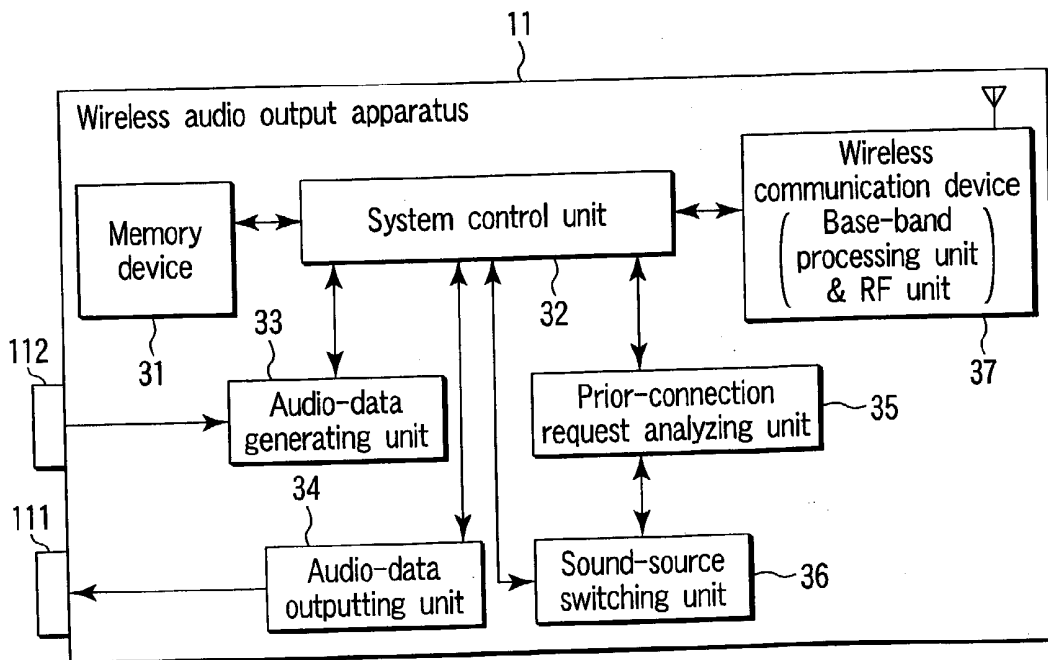 11
Wireless audio output apparatus
Memory
device
31
System control unit
32
Wireless
communication device
Base-band
processing unit
& RF unit
37
112
33
Audio-data
generating unit
Prior-connection
request analyzing unit
35
111
34
Audio-data
outputting unit
Sound-source
switching unit
36